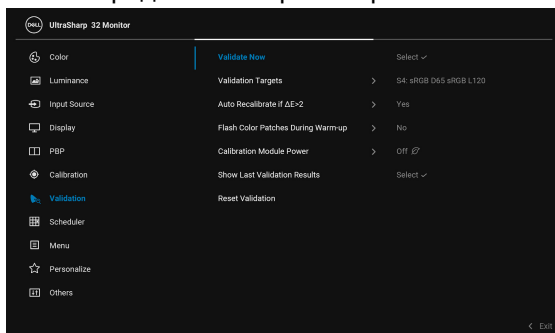 DELL UltraSharp 32 Monitor
Color
Luminance
Input Source
Display
PBP
Calibration
Validation
Scheduler
Menu
Personalize
Others
Validate Now Select ✓
Validation Targets > S4: sRGB D65 sRGB L120
Auto Recalibrate if ΔE>2 > Yes
Flash Color Patches During Warm-up > No
Calibration Module Power > Off
Show Last Validation Results Select ✓
Reset Validation
< Exit